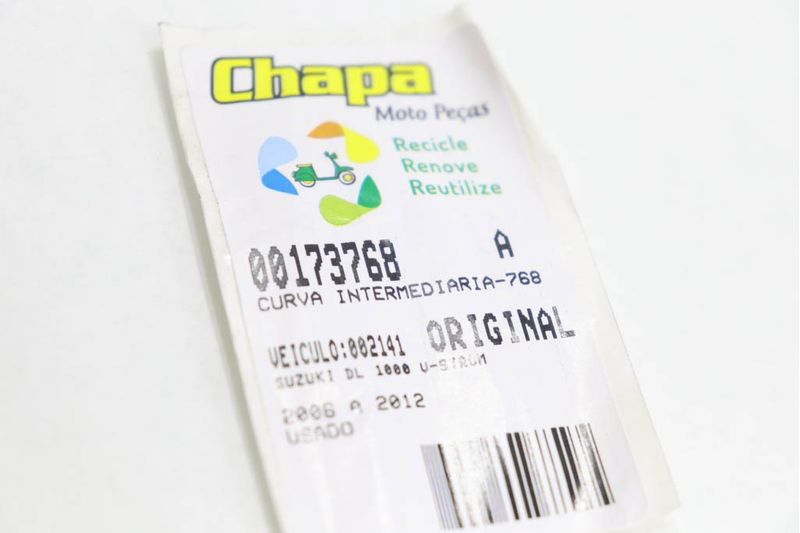 Chapa
Moto Peças
Recicle
Renove
Reutilize
00173768 A
CURVA INTERMEDIARIA-768
VEICULO:002141 ORIGINAL
SUZUKI DL 1000 V-STROM
2006 A 2012
USADO